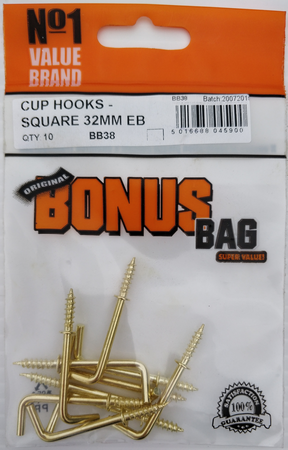 No1
VALUE
BRAND
CUP HOOKS -
SQUARE 32MM EB
QTY 10 BB38
BB38 Batch:2007201
5 016688 045900
ORIGINAL
BONUS
BAG
SUPER VALUE!
SATISFACTION
100%
GUARANTEE